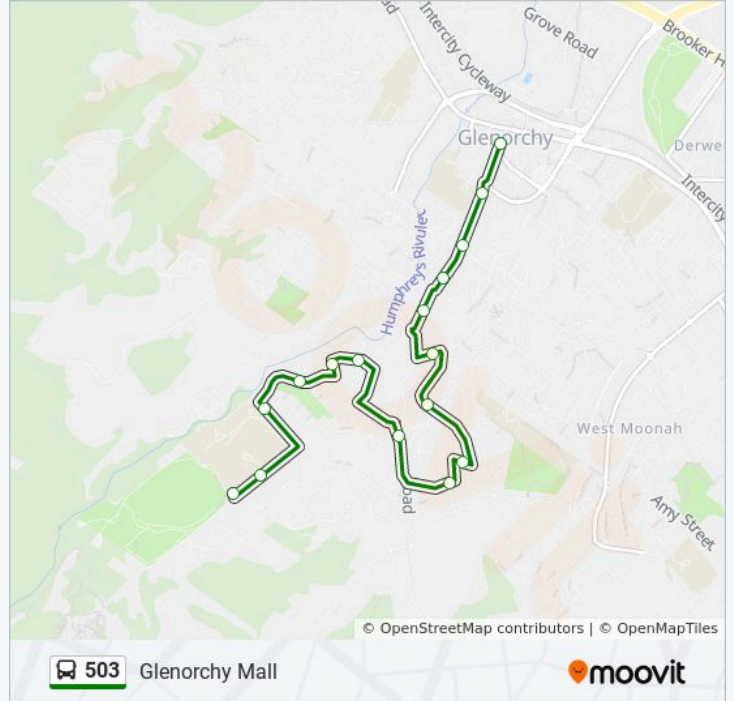 ad
Intercity Cycleway
Grove Road
Brooker H
Glenorchy
Derwe
Intercity
Humphreys Rivulet
West Moonah
oad
Amy Street
© OpenStreetMap contributors | © OpenMapTiles
503 Glenorchy Mall
moovit